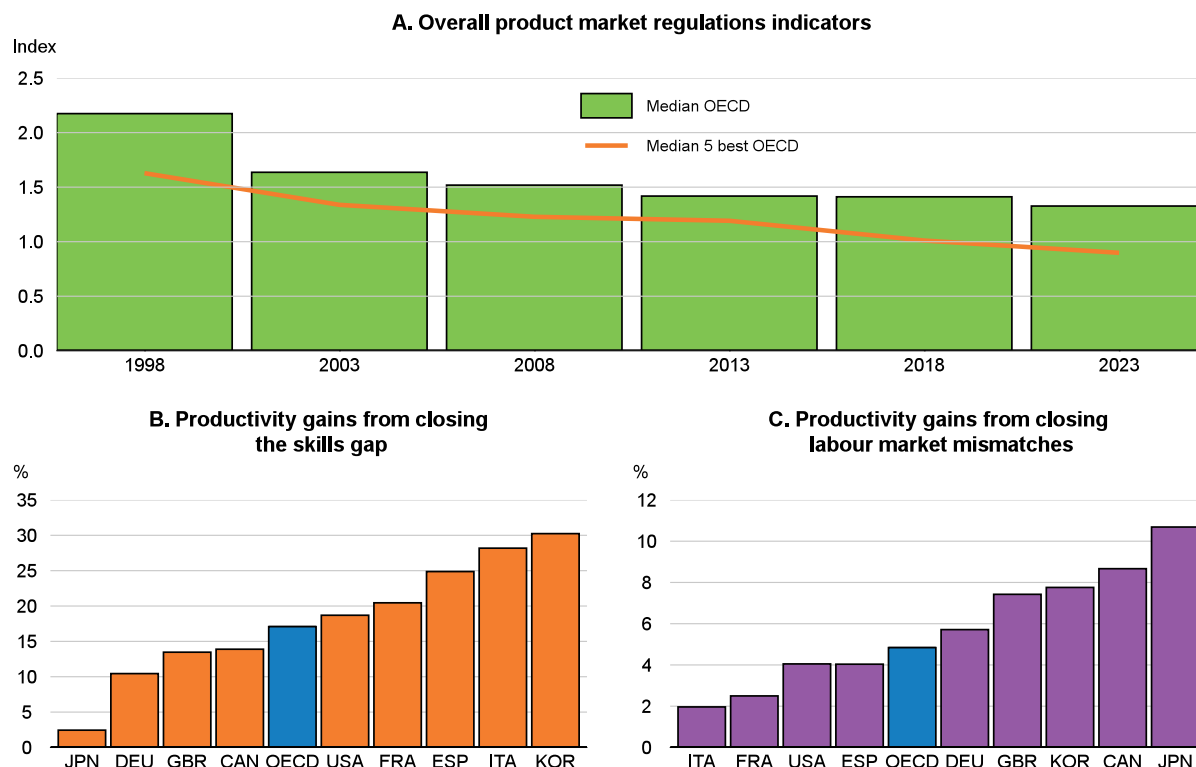 A. Overall product market regulations indicators
Index
2.5
2.0
1.5
1.0
0.5
0.0
Median OECD
Median 5 best OECD
1998 2003 2008 2013 2018 2023
B. Productivity gains from closing
the skills gap
%
35
30
25
20
15
10
5
0
JPN DEU GBR CAN OECD USA FRA ESP ITA KOR
C. Productivity gains from closing
labour market mismatches
%
12
10
8
6
4
2
0
ITA FRA USA ESP OECD DEU GBR KOR CAN JPN